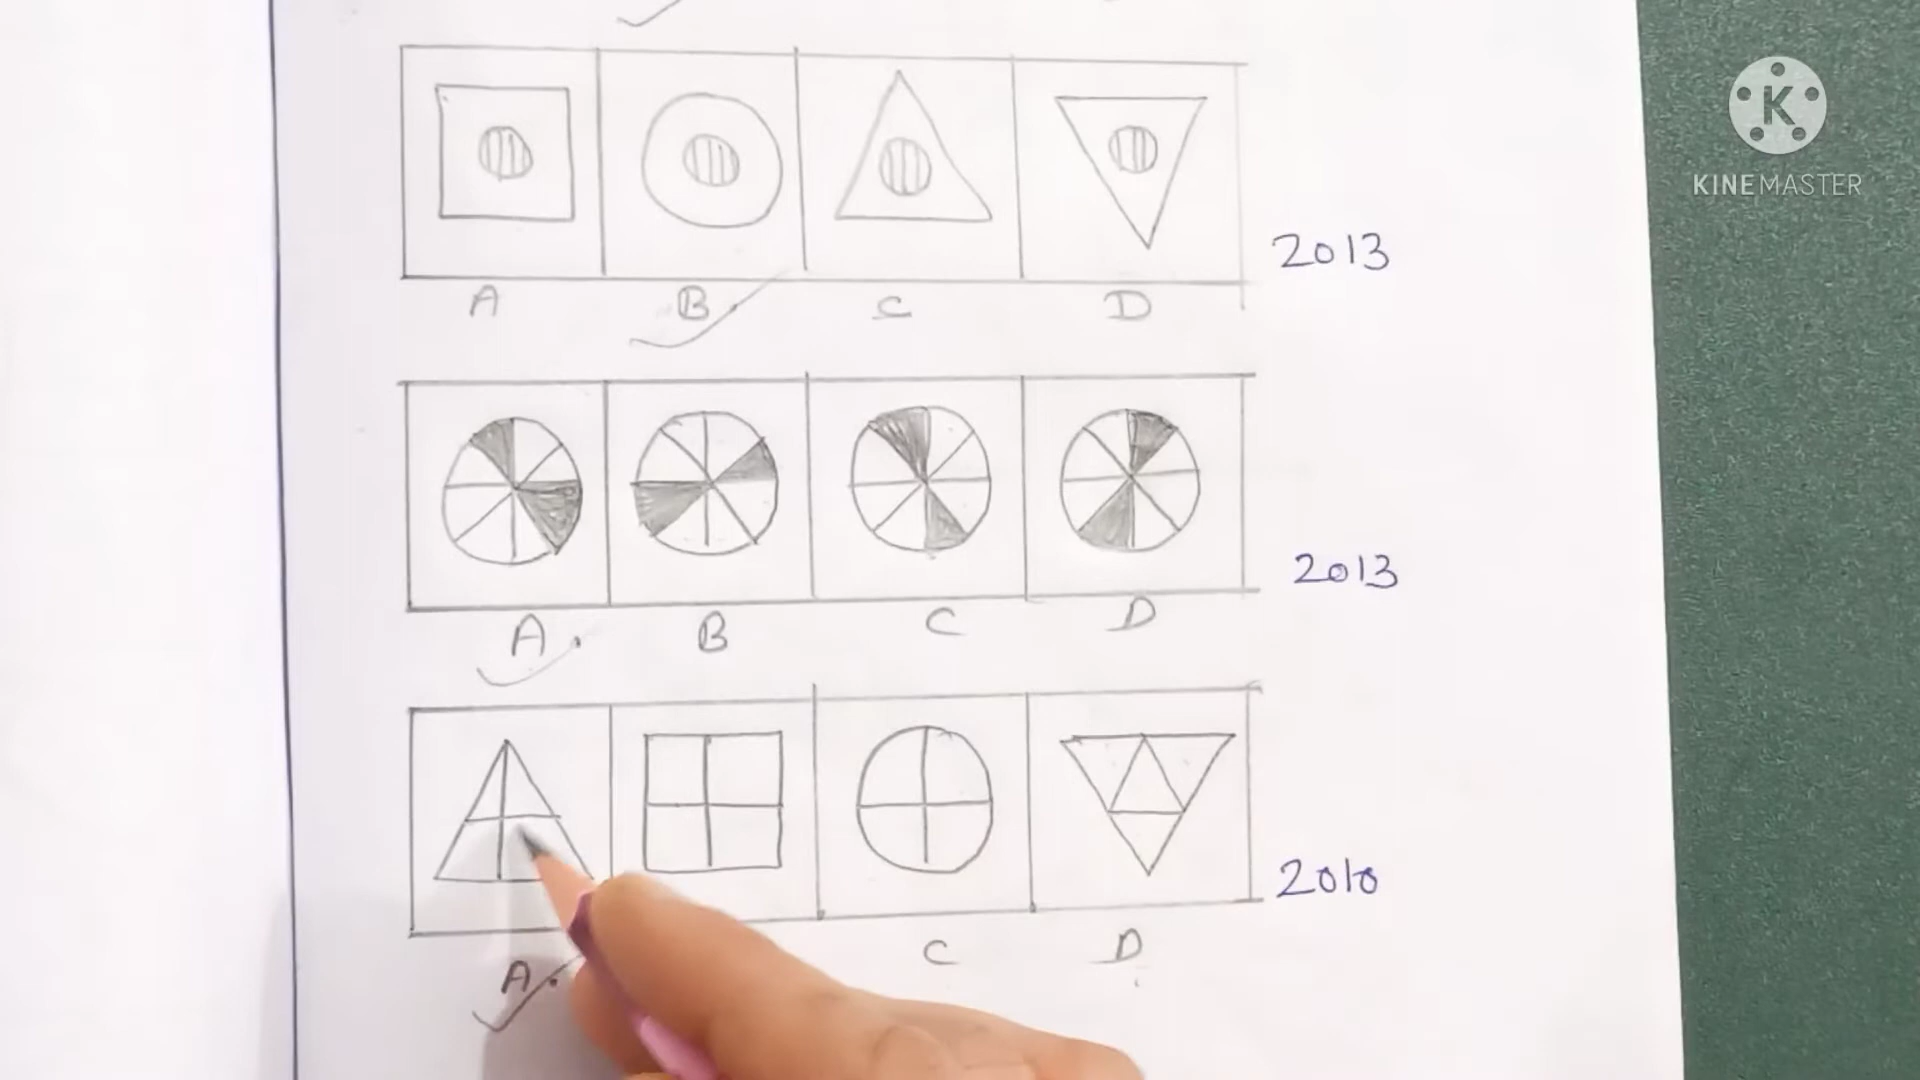 K
KINEMASTER
2013
A B C D
2013
A. B C D
2010
A. C D